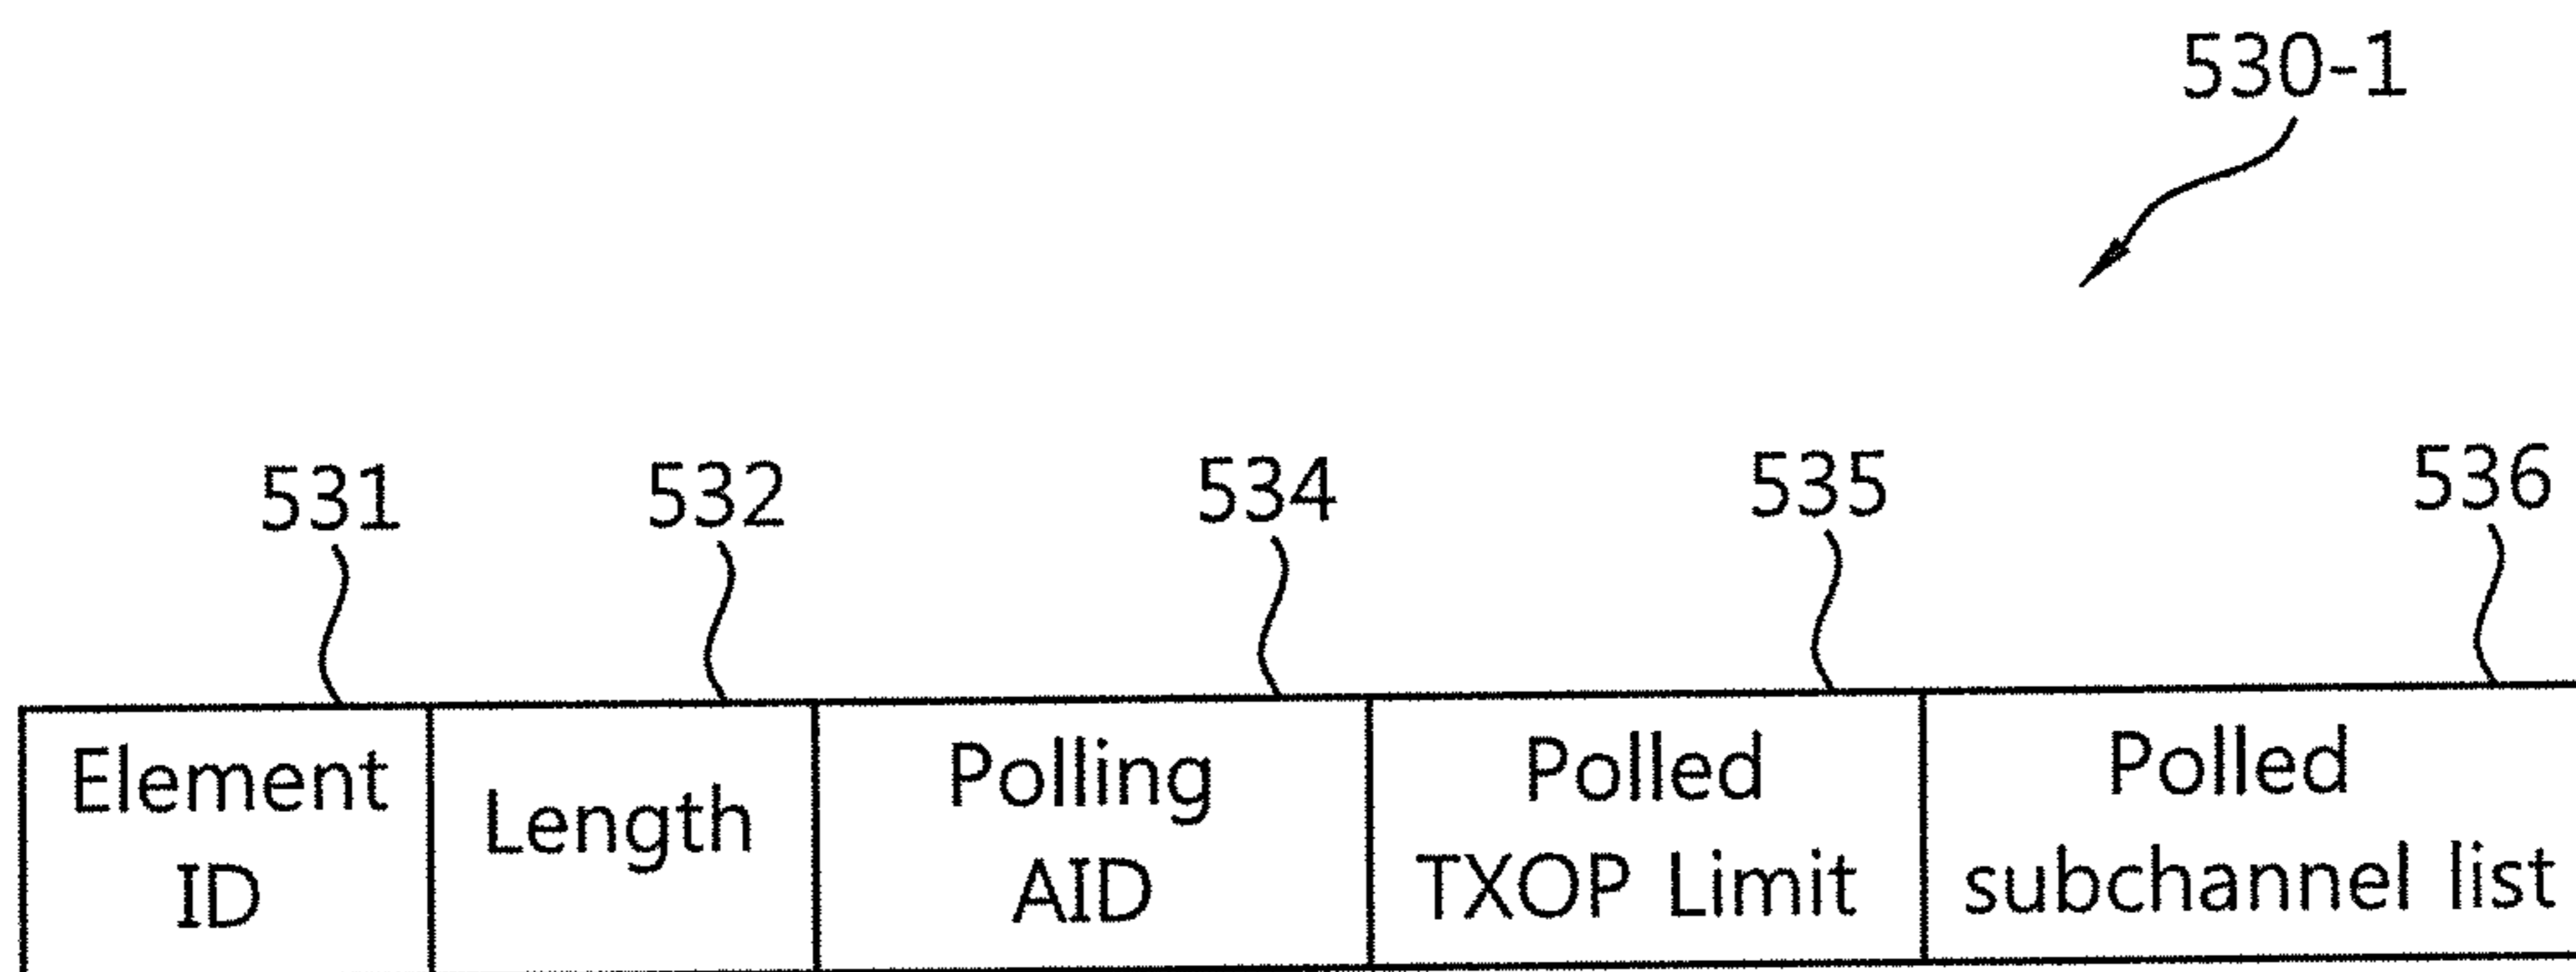 530-1
531
532
534
535
536
Element
ID
Length
Polling
AID
Polled
TXOP Limit
Polled
subchannel list